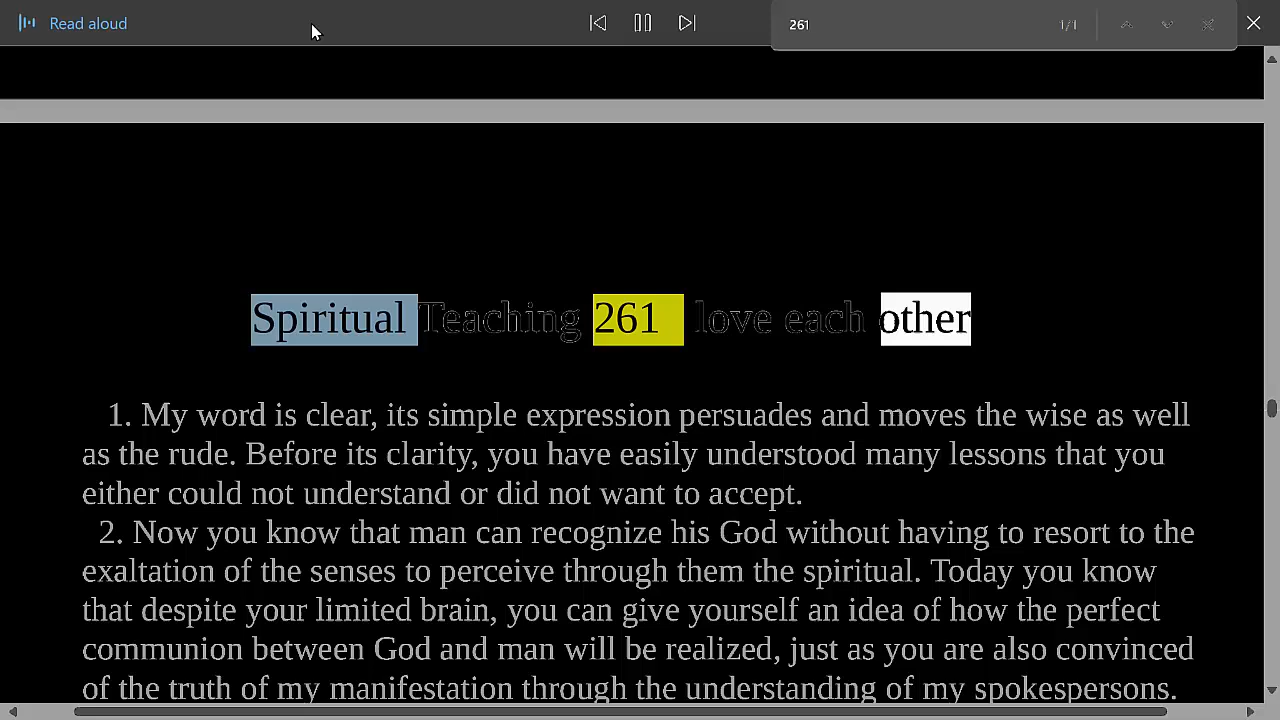 Read aloud
261
1/1
Spiritual Teaching 261 love each other
1. My word is clear, its simple expression persuades and moves the wise as well
as the rude. Before its clarity, you have easily understood many lessons that you
either could not understand or did not want to accept.
2. Now you know that man can recognize his God without having to resort to the
exaltation of the senses to perceive through them the spiritual. Today you know
that despite your limited brain, you can give yourself an idea of how the perfect
communion between God and man will be realized, just as you are also convinced
of the truth of my manifestation through the understanding of my spokespersons.